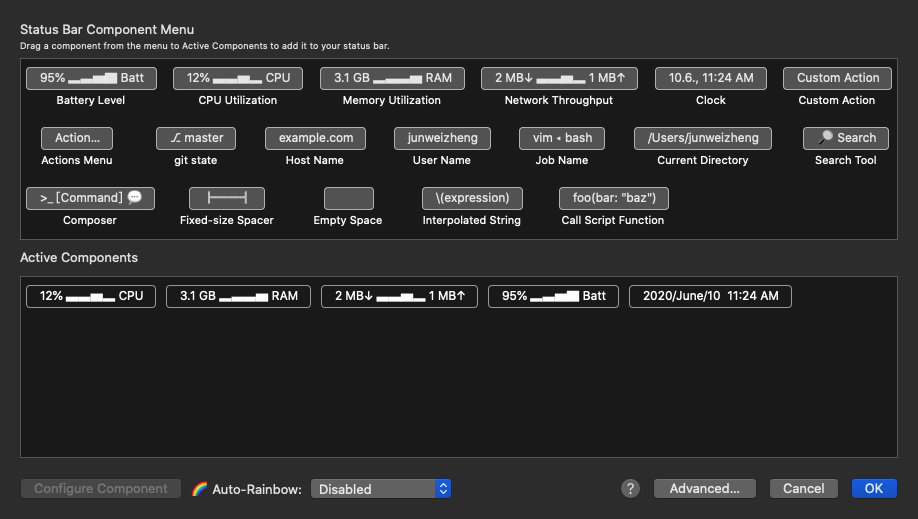 Status Bar Component Menu
Drag a component from the menu to Active Components to add it to your status bar.
95% Batt 12% CPU 3.1 GB RAM 2 MB↓ 1 MB↑ 10.6., 11:24 AM Custom Action
Battery Level CPU Utilization Memory Utilization Network Throughput Clock Custom Action
Action... ⎇ master example.com junweizheng vim ◂ bash /Users/junweizheng 🔎 Search
Actions Menu git state Host Name User Name Job Name Current Directory Search Tool
>_ [Command] 💬 \(expression) foo(bar: "baz")
Composer Fixed-size Spacer Empty Space Interpolated String Call Script Function
Active Components
12% CPU 3.1 GB RAM 2 MB↓ 1 MB↑ 95% Batt 2020/June/10 11:24 AM
Configure Component 🌈 Auto-Rainbow: Disabled ? Advanced... Cancel OK